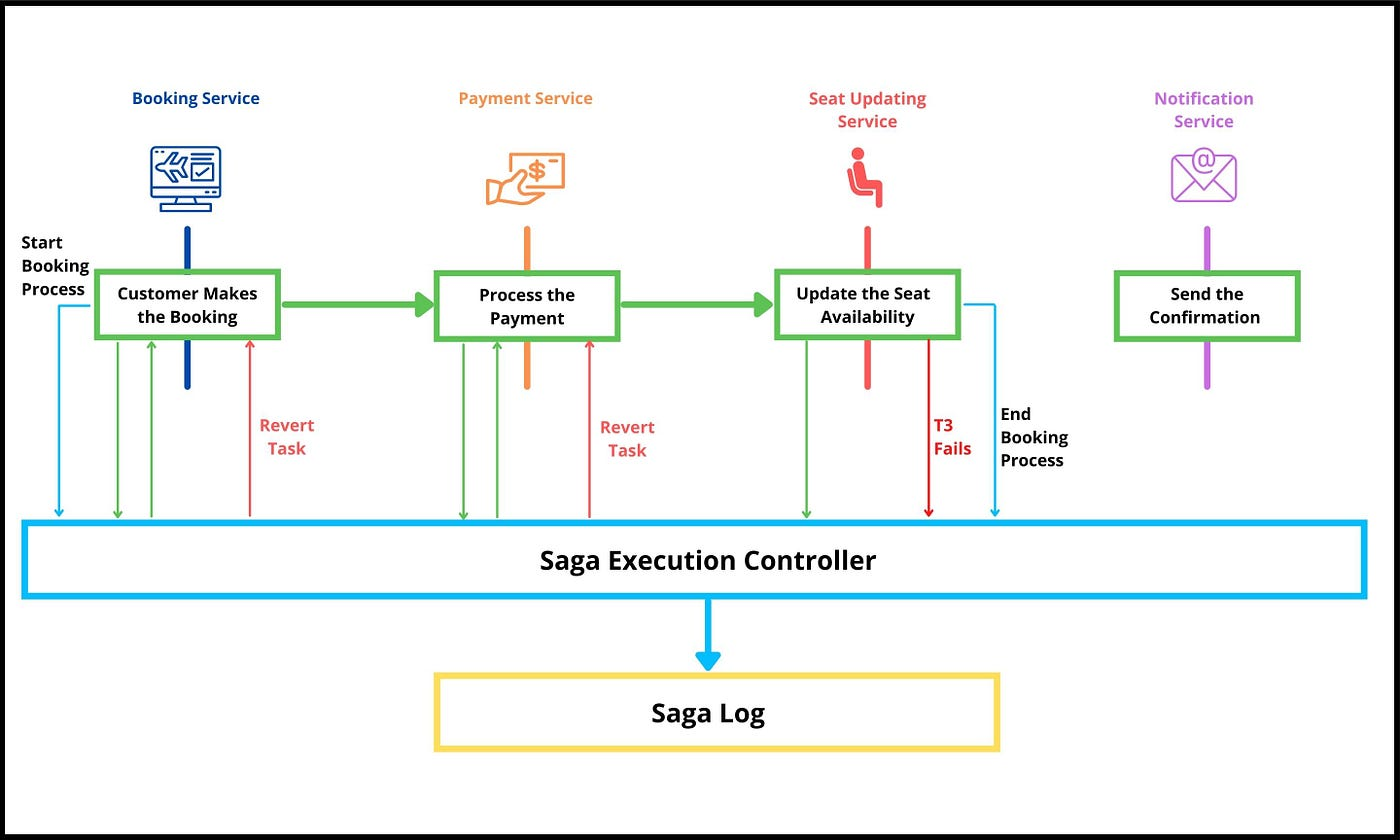 Booking Service
Payment Service
Seat Updating
Service
Notification
Service
$
@
Start
Booking
Process
Customer Makes
the Booking
Process the
Payment
Update the Seat
Availability
Send the
Confirmation
Revert
Task
Revert
Task
T3
Fails
End
Booking
Process
Saga Execution Controller
Saga Log